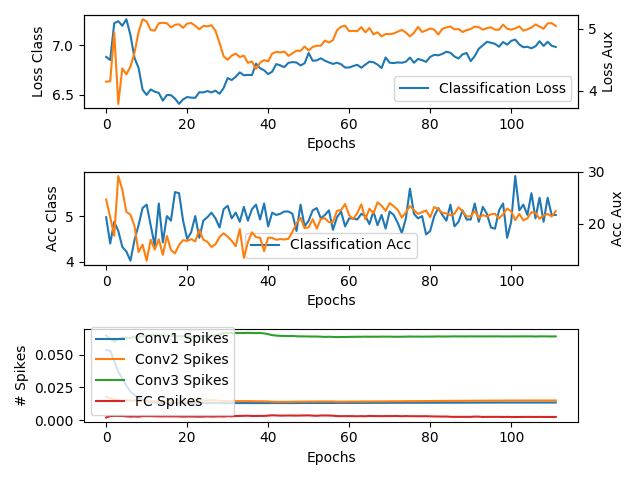 7.0
6.5
Loss Class
5
4
Loss Aux
Classification Loss
0 20 40 60 80 100
Epochs
5
4
Acc Class
30
20
Acc Aux
Classification Acc
0 20 40 60 80 100
Epochs
0.050
0.025
0.000
# Spikes
Conv1 Spikes
Conv2 Spikes
Conv3 Spikes
FC Spikes
0 20 40 60 80 100
Epochs